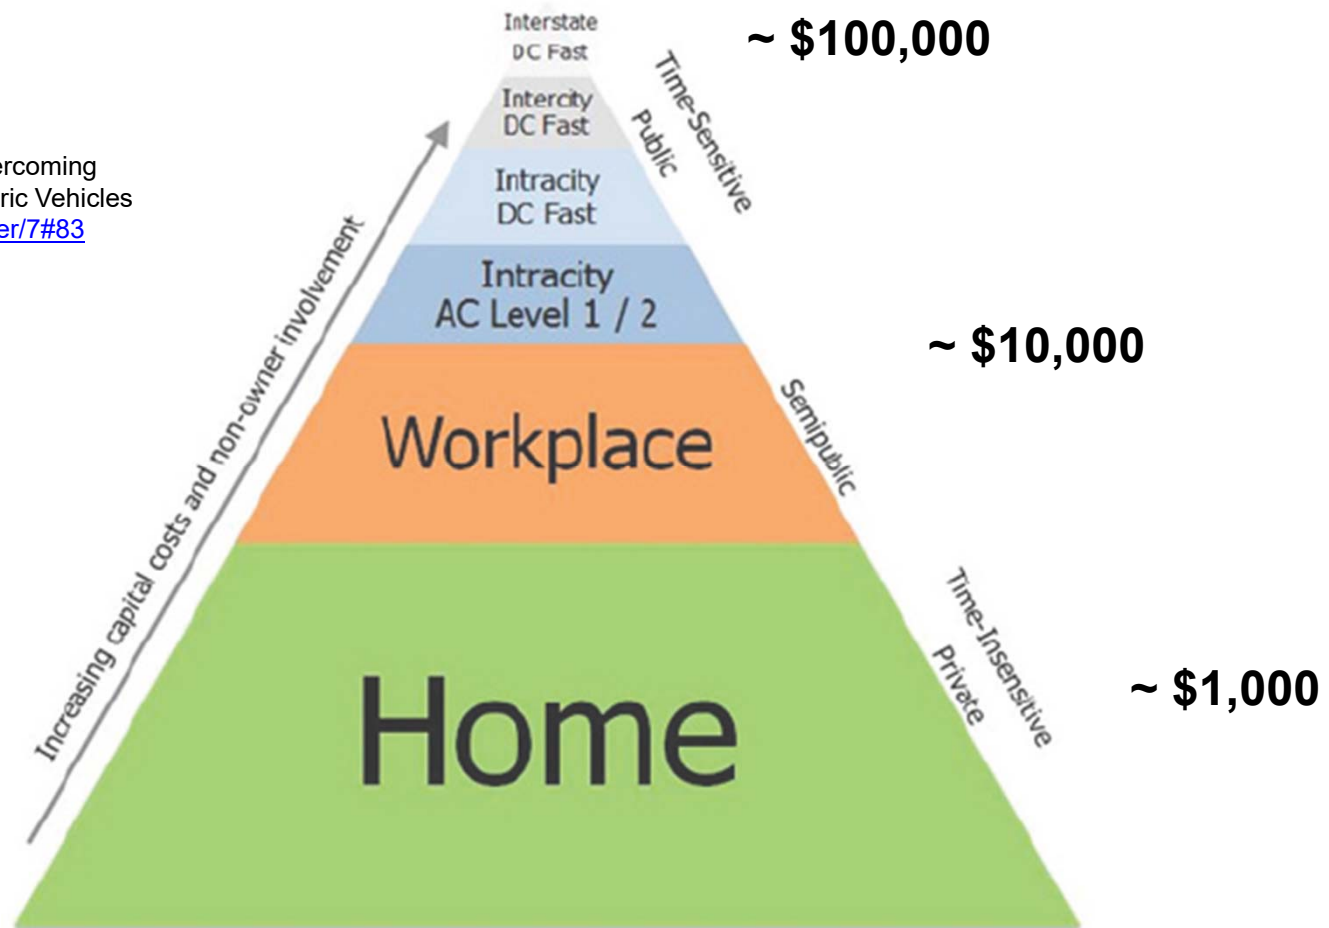 Interstate
DC Fast
~ $100,000
Time-Sensitive
Public
Intercity
DC Fast
ercoming
ric Vehicles
er/7#83
Intracity
DC Fast
Increasing capital costs and non-owner involvement
Intracity
AC Level 1 / 2
~ $10,000
Semipublic
Workplace
Time-Insensitive
Private
~ $1,000
Home